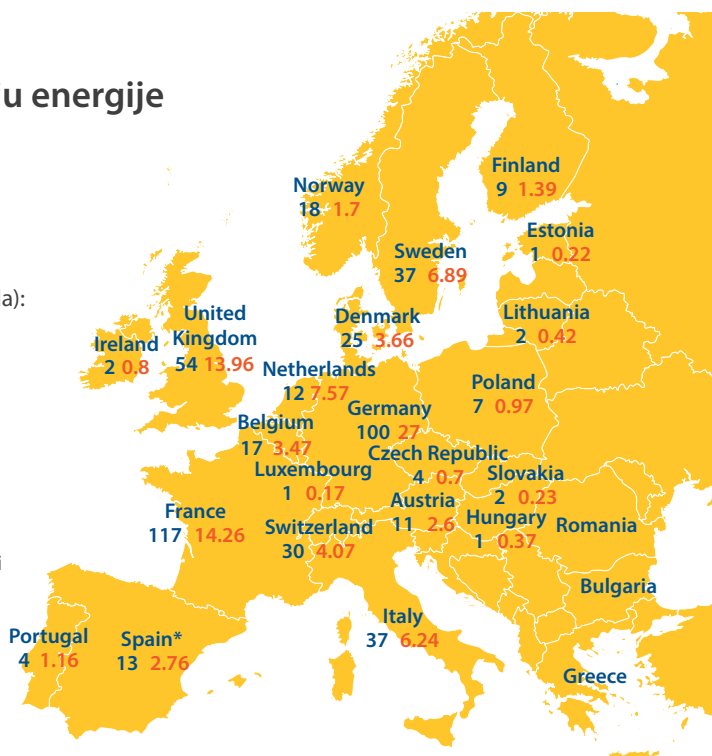 u energije
Finland
9 1.39
Norway
18 1.7
Estonia
1 0.22
Sweden
37 6.89
a):
United
Kingdom
54 13.96
Denmark
25 3.66
Lithuania
2 0.42
Ireland
2 0.8
Netherlands
12 7.57
Poland
7 0.97
Germany
100 27
Belgium
17 3.47
Czech Republic
4 0.7
Luxembourg
1 0.17
Slovakia
2 0.23
Austria
11 2.6
France
117 14.26
Hungary
1 0.37
Romania
Switzerland
30 4.07
i
Bulgaria
Italy
37 6.24
Portugal
4 1.16
Spain*
13 2.76
Greece